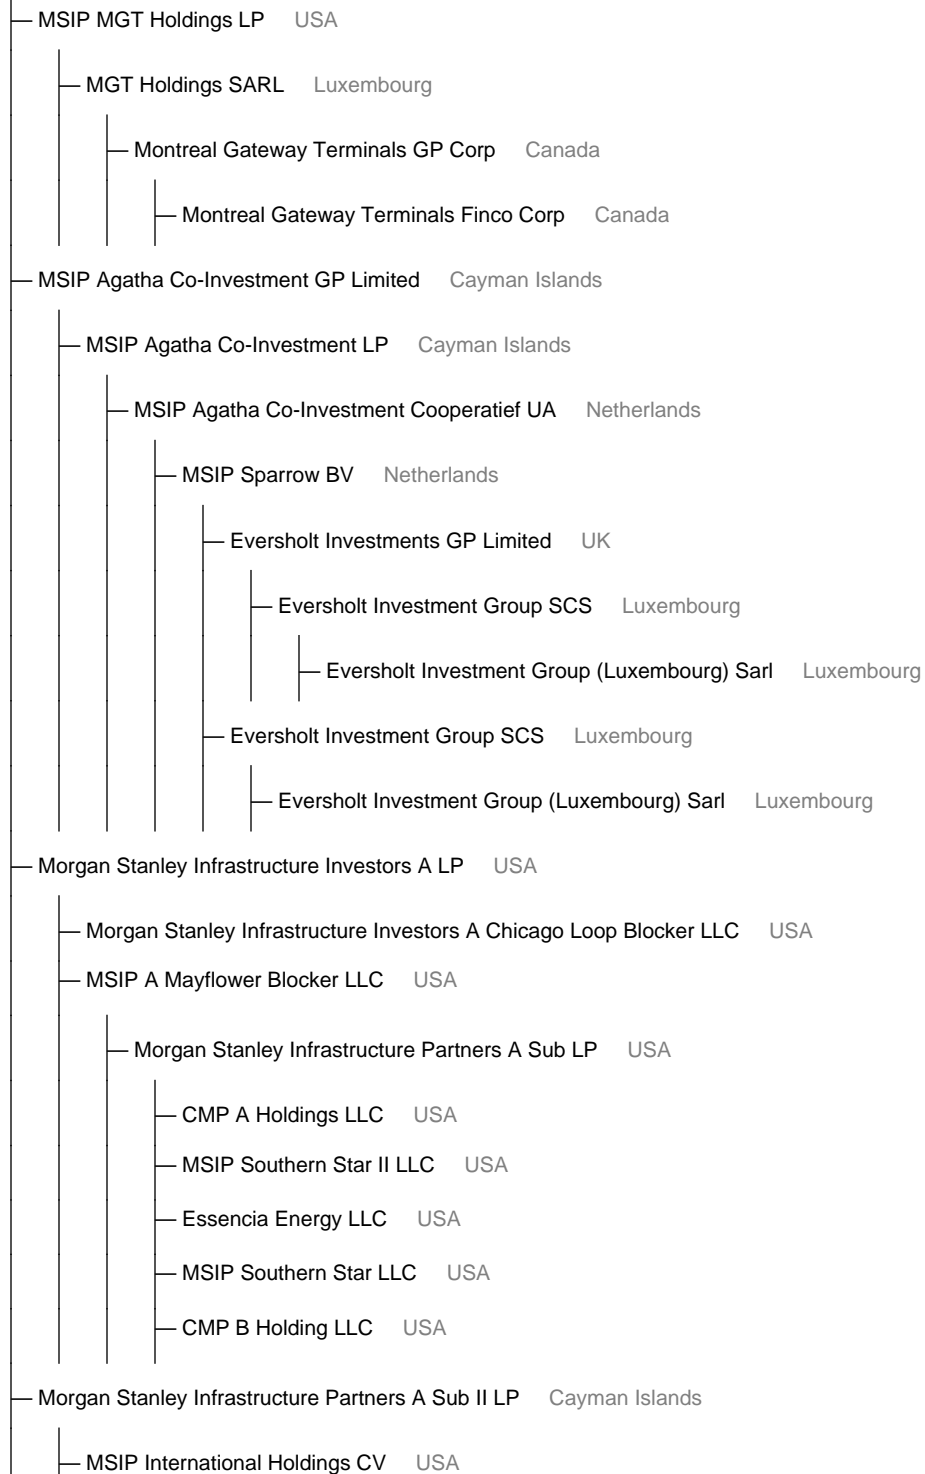 MSIP MGT Holdings LP USA
MGT Holdings SARL Luxembourg
Montreal Gateway Terminals GP Corp Canada
Montreal Gateway Terminals Finco Corp Canada
MSIP Agatha Co-Investment GP Limited Cayman Islands
MSIP Agatha Co-Investment LP Cayman Islands
MSIP Agatha Co-Investment Cooperatief UA Netherlands
MSIP Sparrow BV Netherlands
Eversholt Investments GP Limited UK
Eversholt Investment Group SCS Luxembourg
Eversholt Investment Group (Luxembourg) Sarl Luxembourg
Eversholt Investment Group SCS Luxembourg
Eversholt Investment Group (Luxembourg) Sarl Luxembourg
Morgan Stanley Infrastructure Investors A LP USA
Morgan Stanley Infrastructure Investors A Chicago Loop Blocker LLC USA
MSIP A Mayflower Blocker LLC USA
Morgan Stanley Infrastructure Partners A Sub LP USA
CMP A Holdings LLC USA
MSIP Southern Star II LLC USA
Essencia Energy LLC USA
MSIP Southern Star LLC USA
CMP B Holding LLC USA
Morgan Stanley Infrastructure Partners A Sub II LP Cayman Islands
MSIP International Holdings CV USA